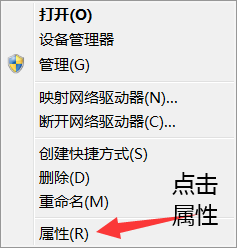 打开(O)
设备管理器
管理(G)
映射网络驱动器(N)...
断开网络驱动器(C)...
创建快捷方式(S)
删除(D)
重命名(M)
属性(R)
点击
属性